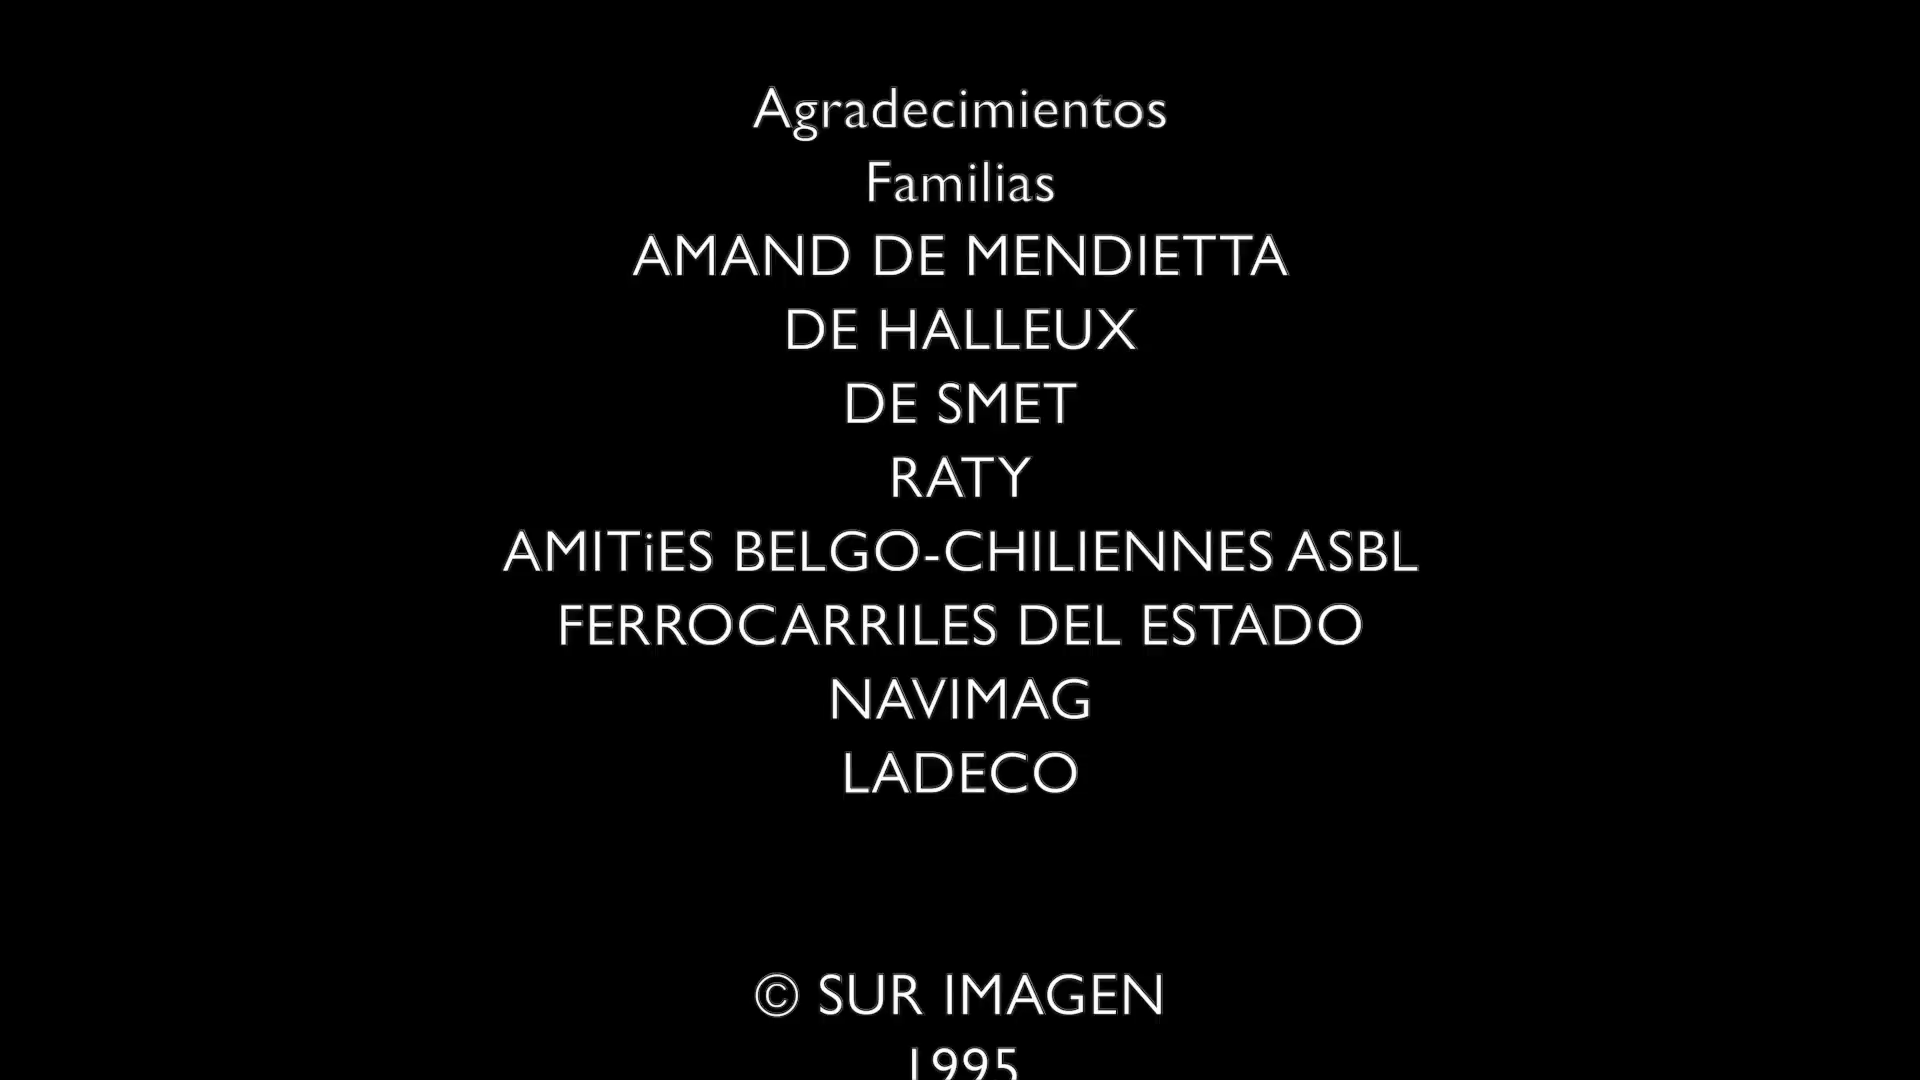 Agradecimientos
Familias
AMAND DE MENDIETTA
DE HALLEUX
DE SMET
RATY
AMITiES BELGO-CHILIENNES ASBL
FERROCARRILES DEL ESTADO
NAVIMAG
LADECO
© SUR IMAGEN
1995